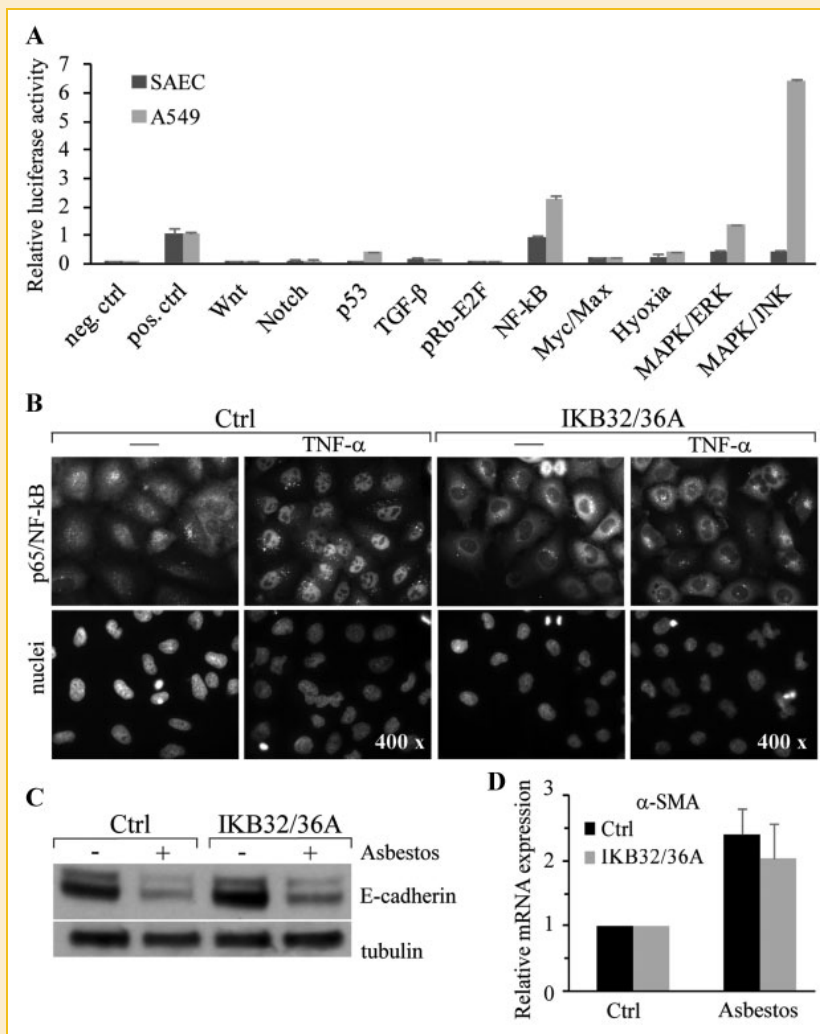 A
7
6
5
4
3
2
1
0
Relative luciferase activity
SAEC
A549
neg. ctrl
pos. ctrl
Wnt
Notch
p53
TGF-β
pRb-E2F
NF-kB
Myc/Max
Hyoxia
MAPK/ERK
MAPK/JNK
B
Ctrl IKB32/36A
— TNF-α — TNF-α
p65/NF-kB
nuclei
400 x 400 x
C
Ctrl IKB32/36A
- + - + Asbestos
E-cadherin
tubulin
D
Relative mRNA expression
3
2
1
0
α-SMA
Ctrl
IKB32/36A
Ctrl Asbestos